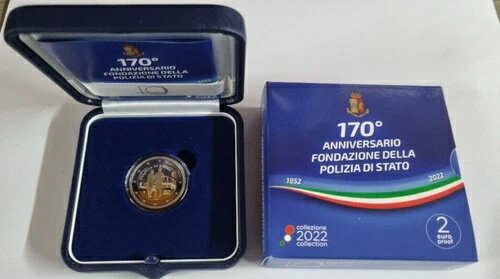 170°
ANNIVERSARIO
FONDAZIONE DELLA
POLIZIA DI STATO
2022
170°
ANNIVERSARIO
FONDAZIONE DELLA
POLIZIA DI STATO
1852
2022
collezione
2022
collection
2
euro
proof